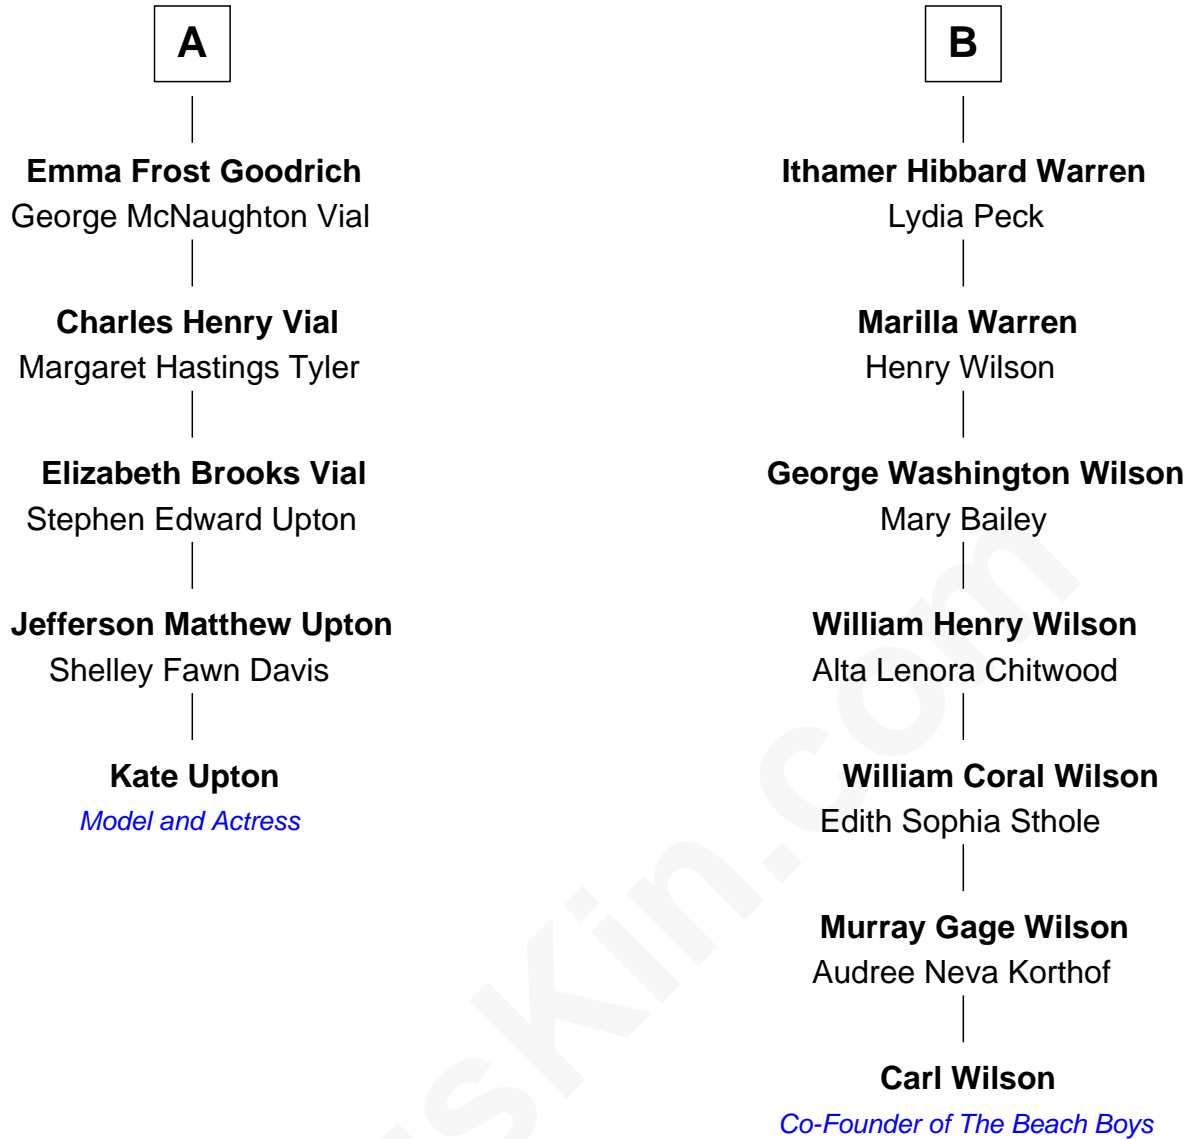 A
Emma Frost Goodrich
George McNaughton Vial
Charles Henry Vial
Margaret Hastings Tyler
Elizabeth Brooks Vial
Stephen Edward Upton
Jefferson Matthew Upton
Shelley Fawn Davis
Kate Upton
Model and Actress
B
Ithamer Hibbard Warren
Lydia Peck
Marilla Warren
Henry Wilson
George Washington Wilson
Mary Bailey
William Henry Wilson
Alta Lenora Chitwood
William Coral Wilson
Edith Sophia Sthole
Murray Gage Wilson
Audree Neva Korthof
Carl Wilson
Co-Founder of The Beach Boys
sKin.com